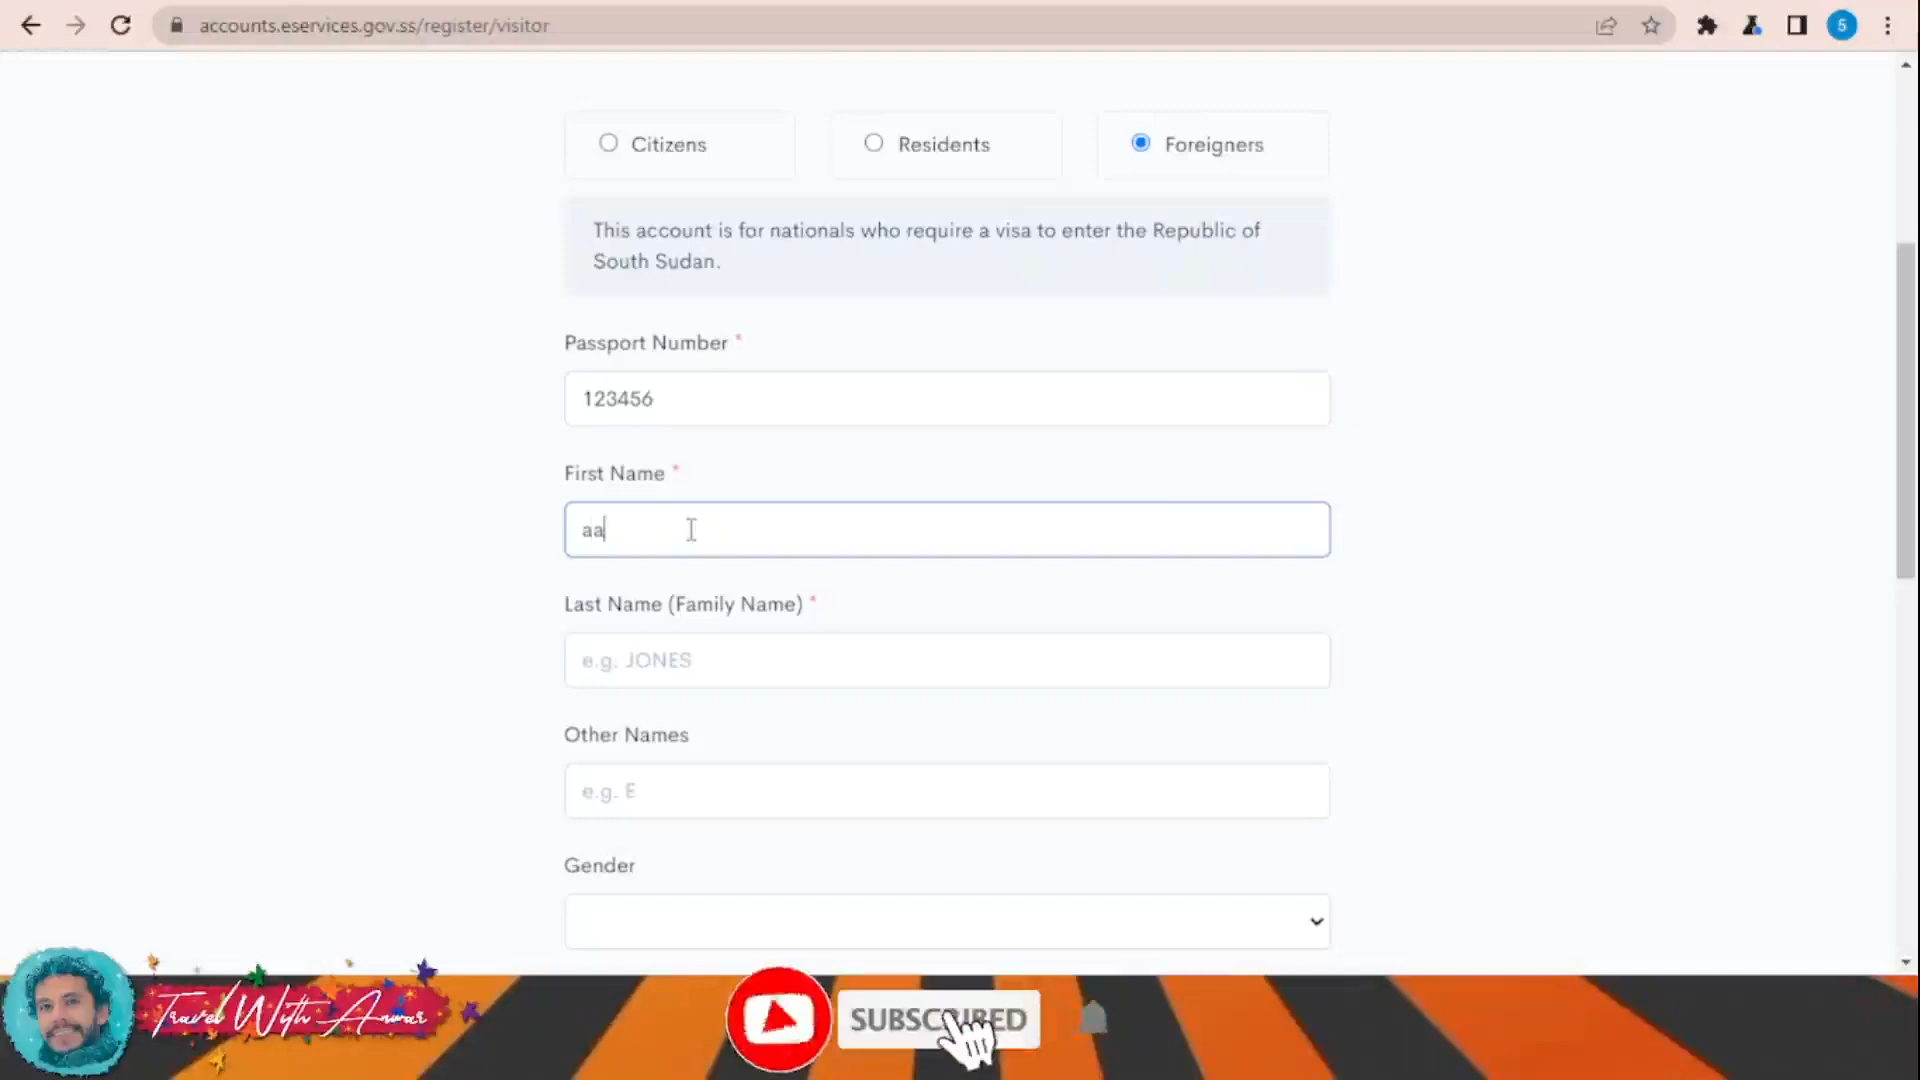 accounts.eservices.gov.ss/register/visitor
5
Citizens
Residents
Foreigners
This account is for nationals who require a visa to enter the Republic of
South Sudan.
Passport Number *
123456
First Name *
aa
Last Name (Family Name) *
e.g. JONES
Other Names
e.g. E
Gender
Travel With Anwar
SUBSCRIBED